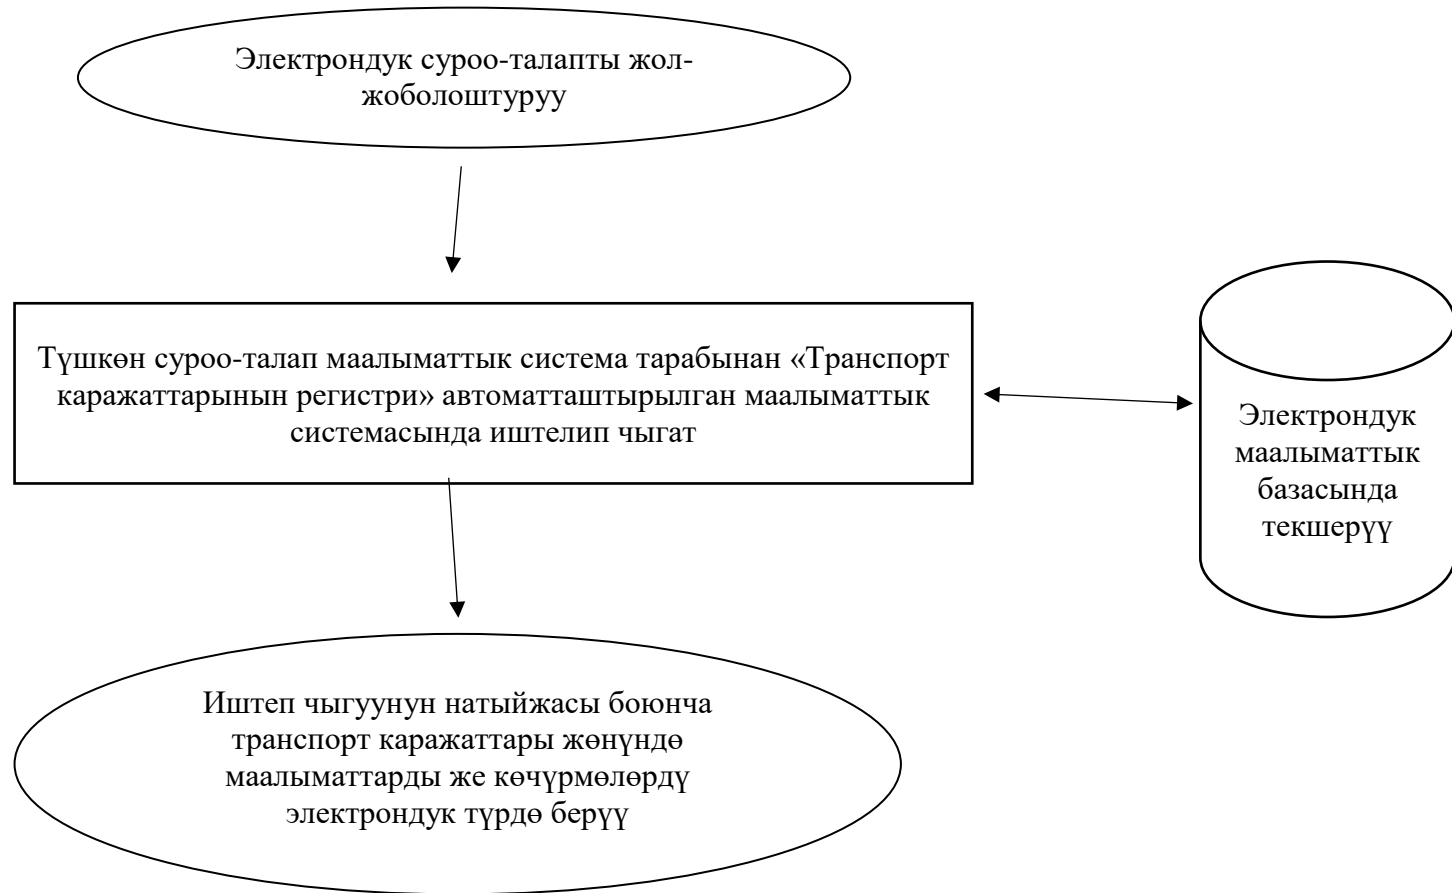 Электрондук суроо-талапты жол-
жоболоштуруу
Түшкөн суроо-талап маалыматтык система тарабынан «Транспорт
каражаттарынын регистри» автоматташтырылган маалыматтык
системасында иштелип чыгат
Электрондук
маалыматтык
базасында
текшерүү
Иштеп чыгуунун натыйжасы боюнча
транспорт каражаттары жөнүндө
маалыматтарды же көчүрмөлөрдү
электрондук түрдө берүү